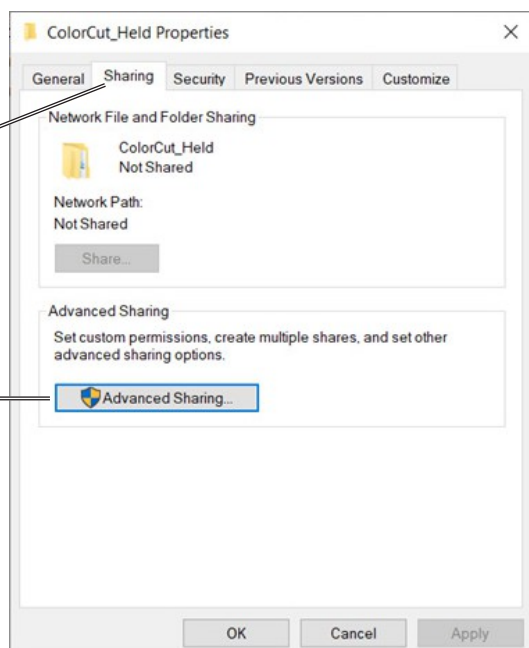 ColorCut_Held Properties
General Sharing Security Previous Versions Customize
Network File and Folder Sharing
ColorCut_Held
Not Shared
Network Path:
Not Shared
Share...
Advanced Sharing
Set custom permissions, create multiple shares, and set other
advanced sharing options.
Advanced Sharing...
OK Cancel Apply